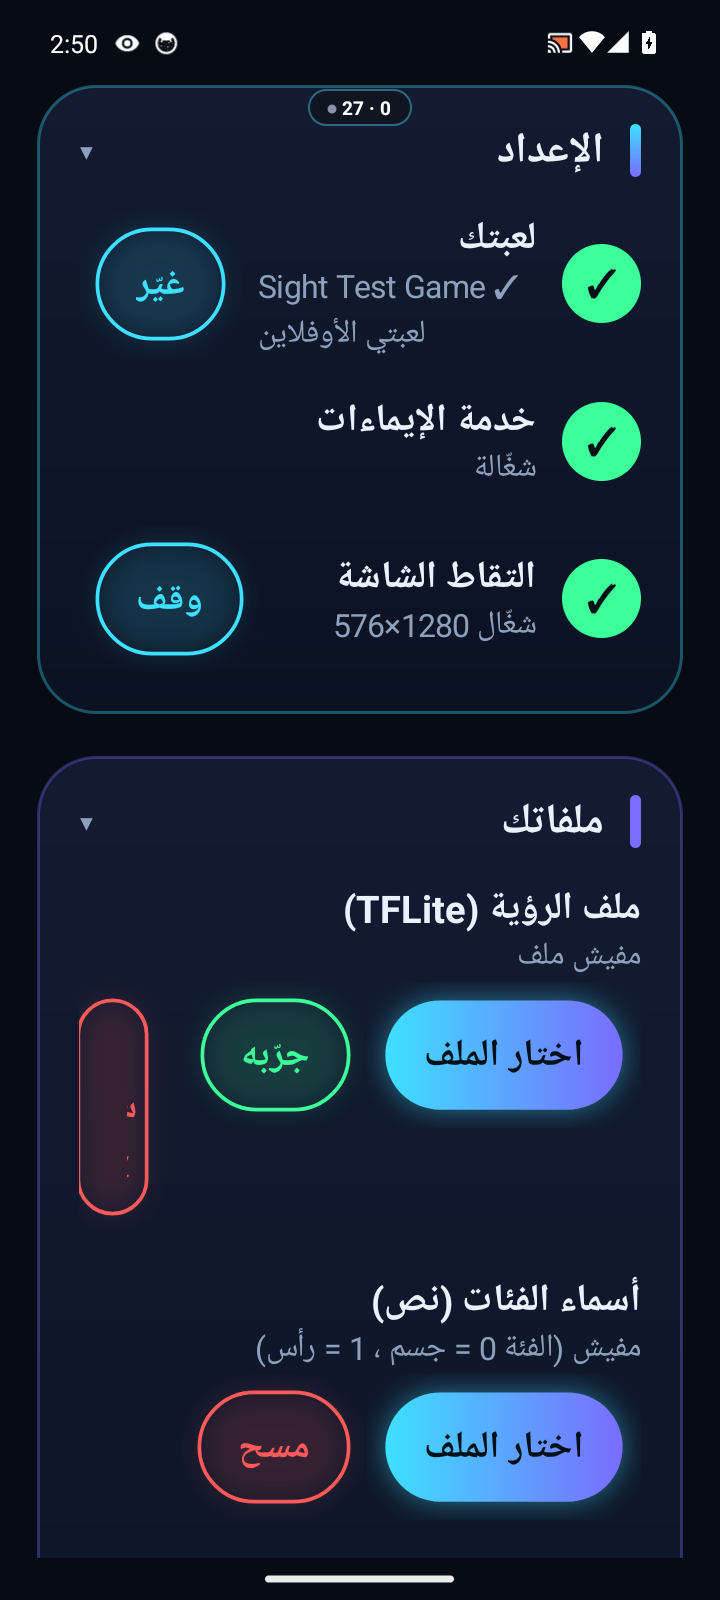 2:50
27 · 0
الإعداد
لعبتك
Sight Test Game ✓
لعبتي الأوفلاين
غيّر
خدمة الإيماءات
شغّالة
التقاط الشاشة
شغّال 1280×576
وقف
ملفاتك
ملف الرؤية (TFLite)
مفيش ملف
اختار الملف
جرّبه
أسماء الفئات (نص)
مفيش (الفئة 0 = جسم ، 1 = رأس)
اختار الملف
مسح